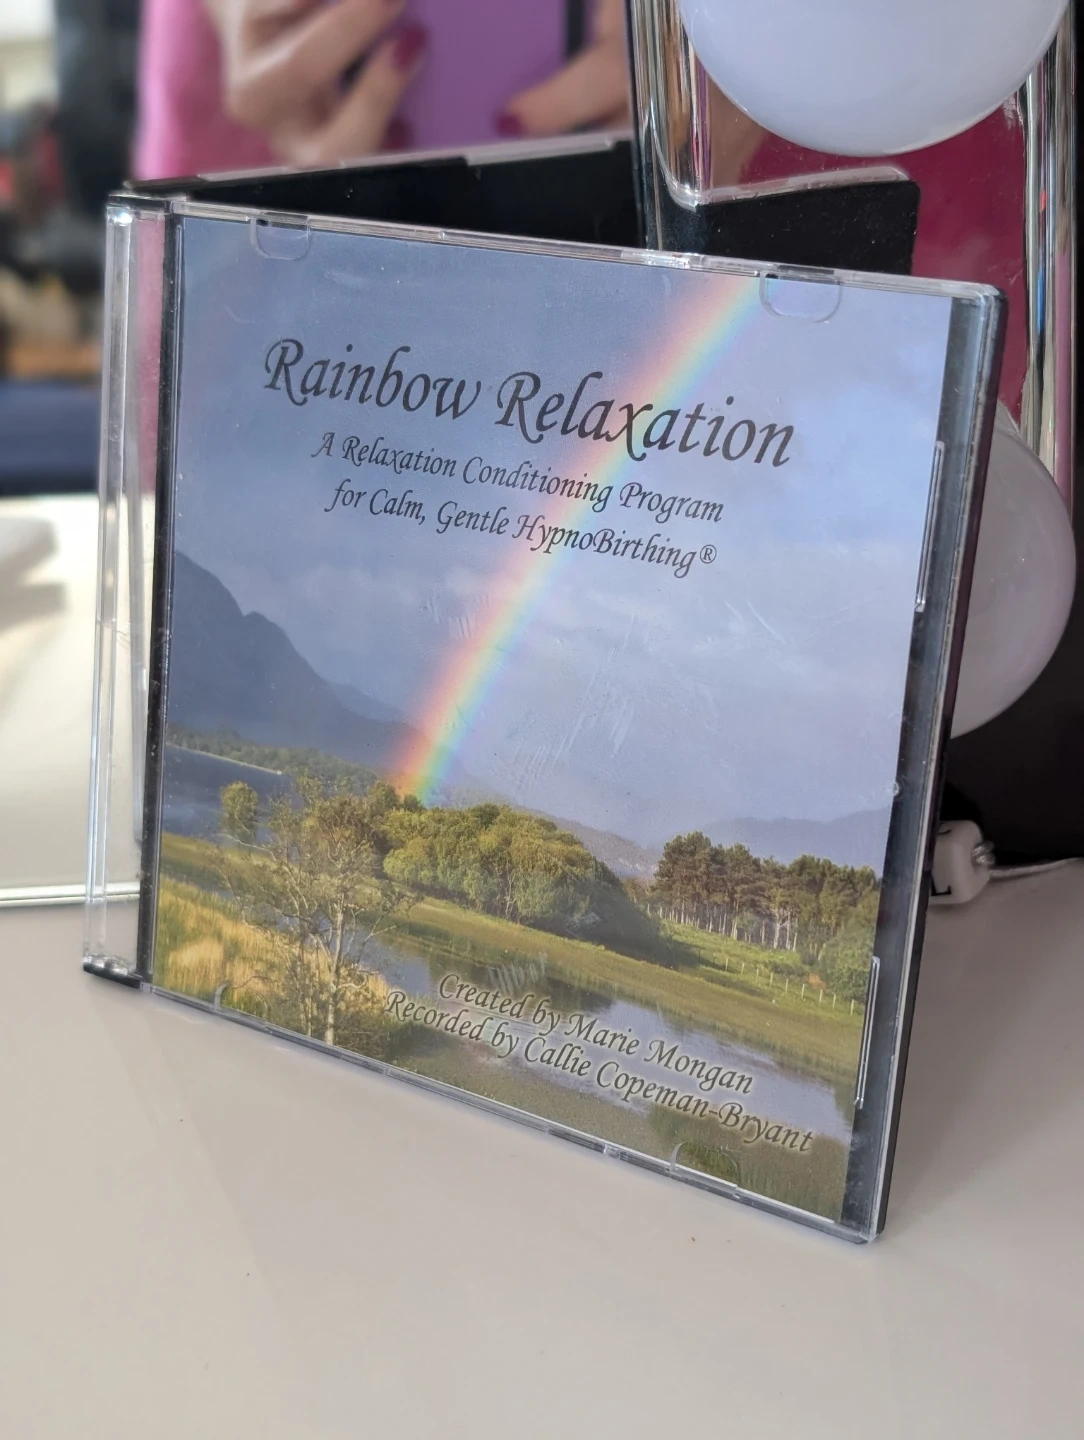 Rainbow Relaxation
A Relaxation Conditioning Program
for Calm, Gentle HypnoBirthing®
Created by Marie Mongan
Recorded by Callie Copeman-Bryant